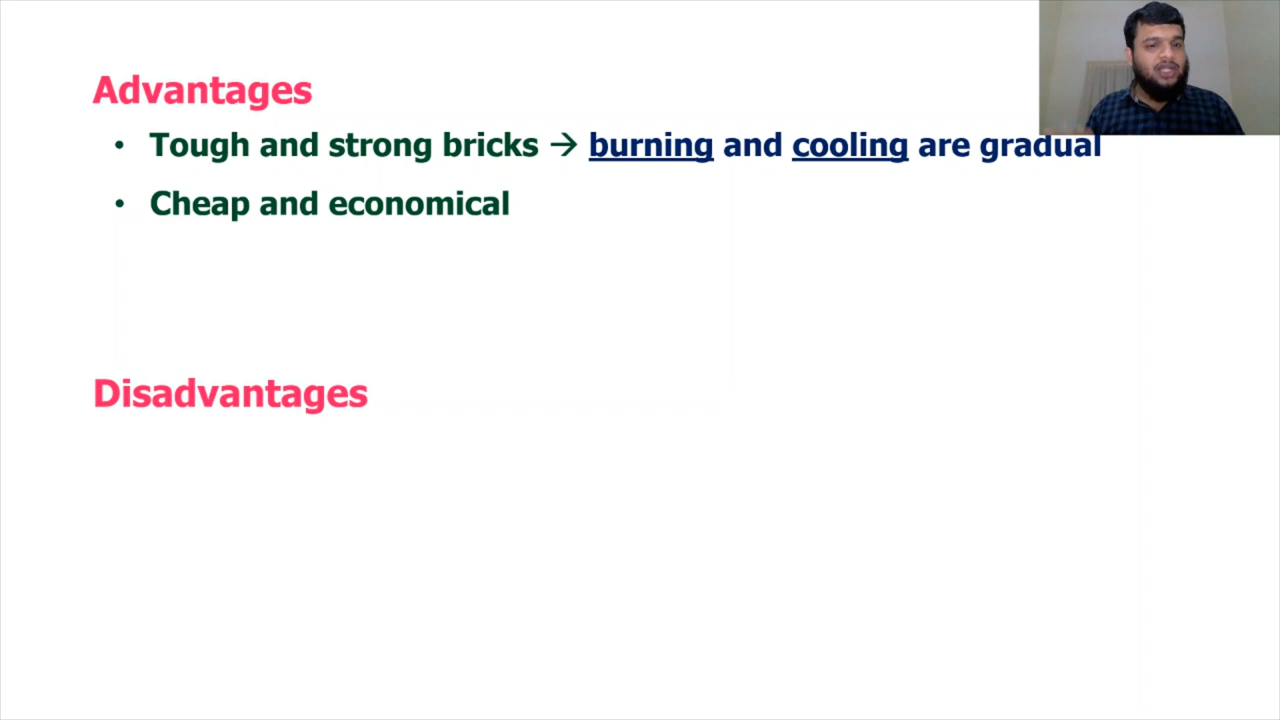 Advantages
• Tough and strong bricks → burning and cooling are gradual
• Cheap and economical
Disadvantages